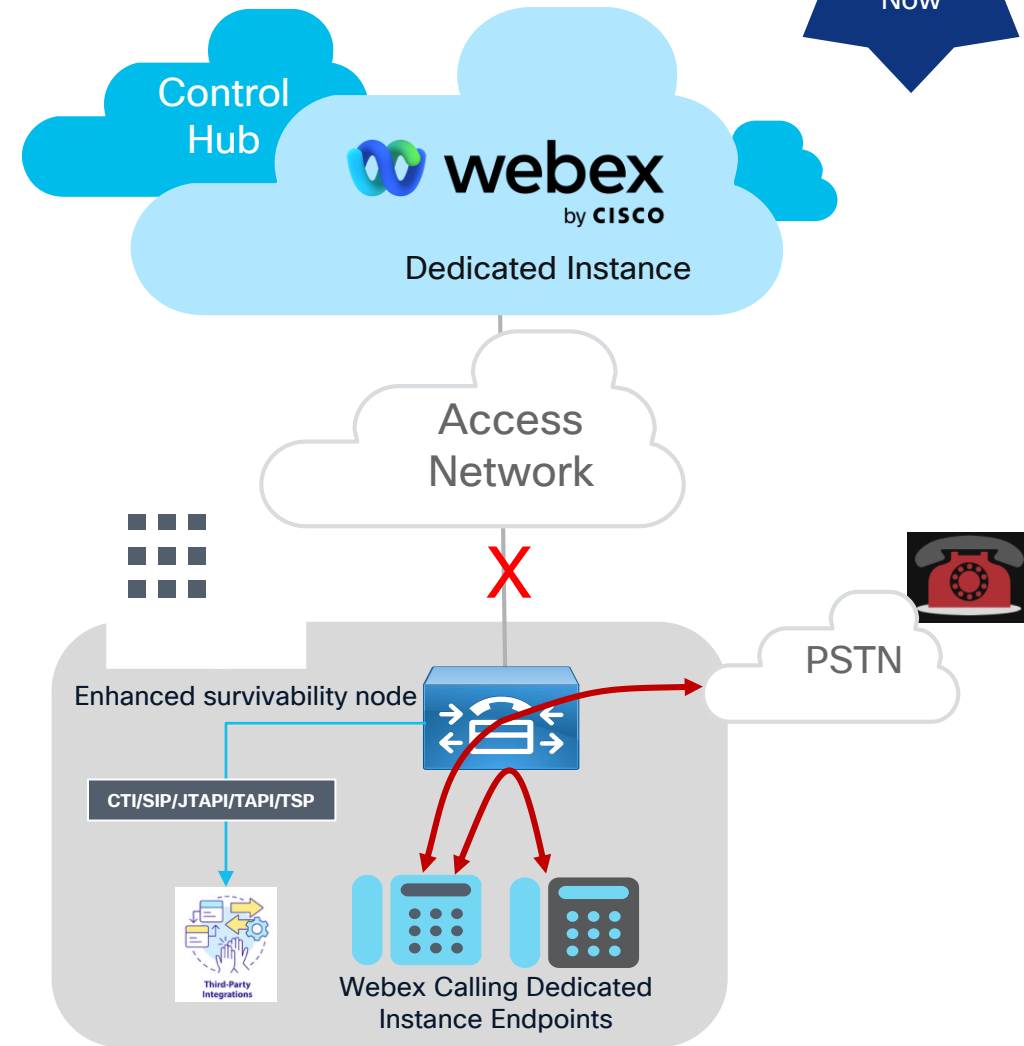 Now
Control
Hub
webex
by CISCO
Dedicated Instance
Access
Network
X
PSTN
Enhanced survivability node
CTI/SIP/JTAPI/TAPI/TSP
Third-Party
Integrations
Webex Calling Dedicated
Instance Endpoints